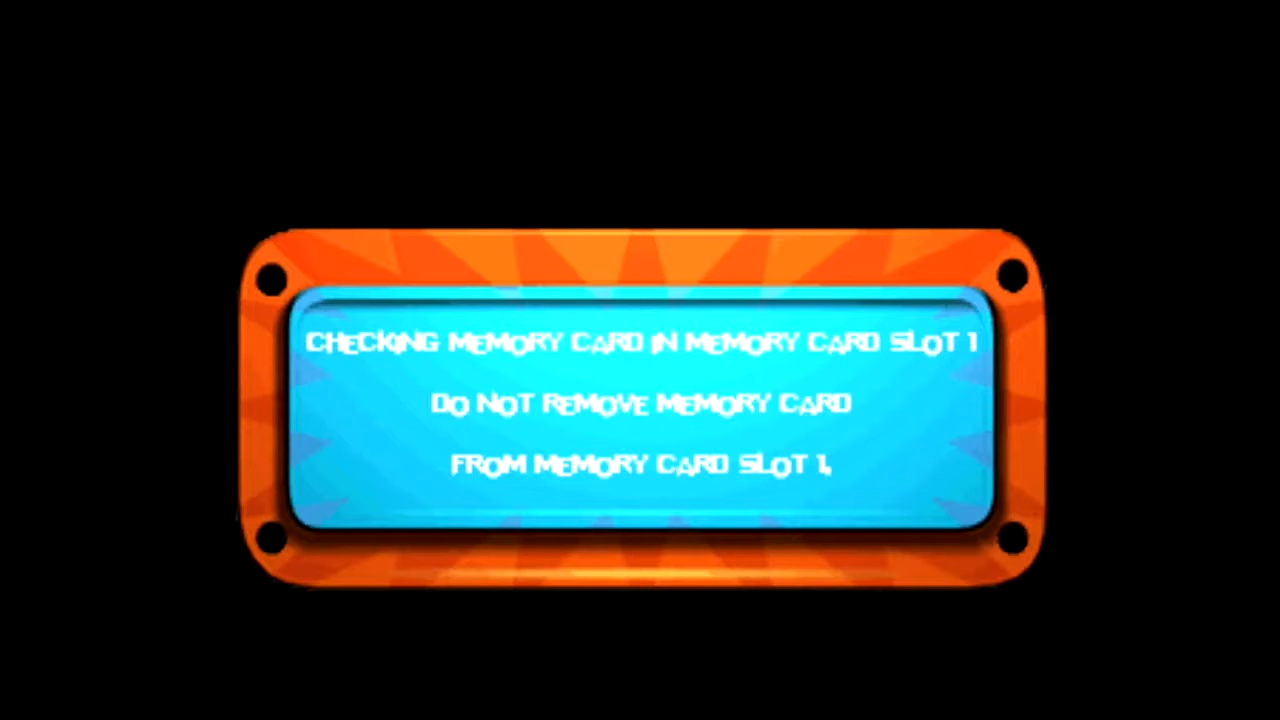 CHECKING MEMORY CARD IN MEMORY CARD SLOT 1
DO NOT REMOVE MEMORY CARD
FROM MEMORY CARD SLOT 1.